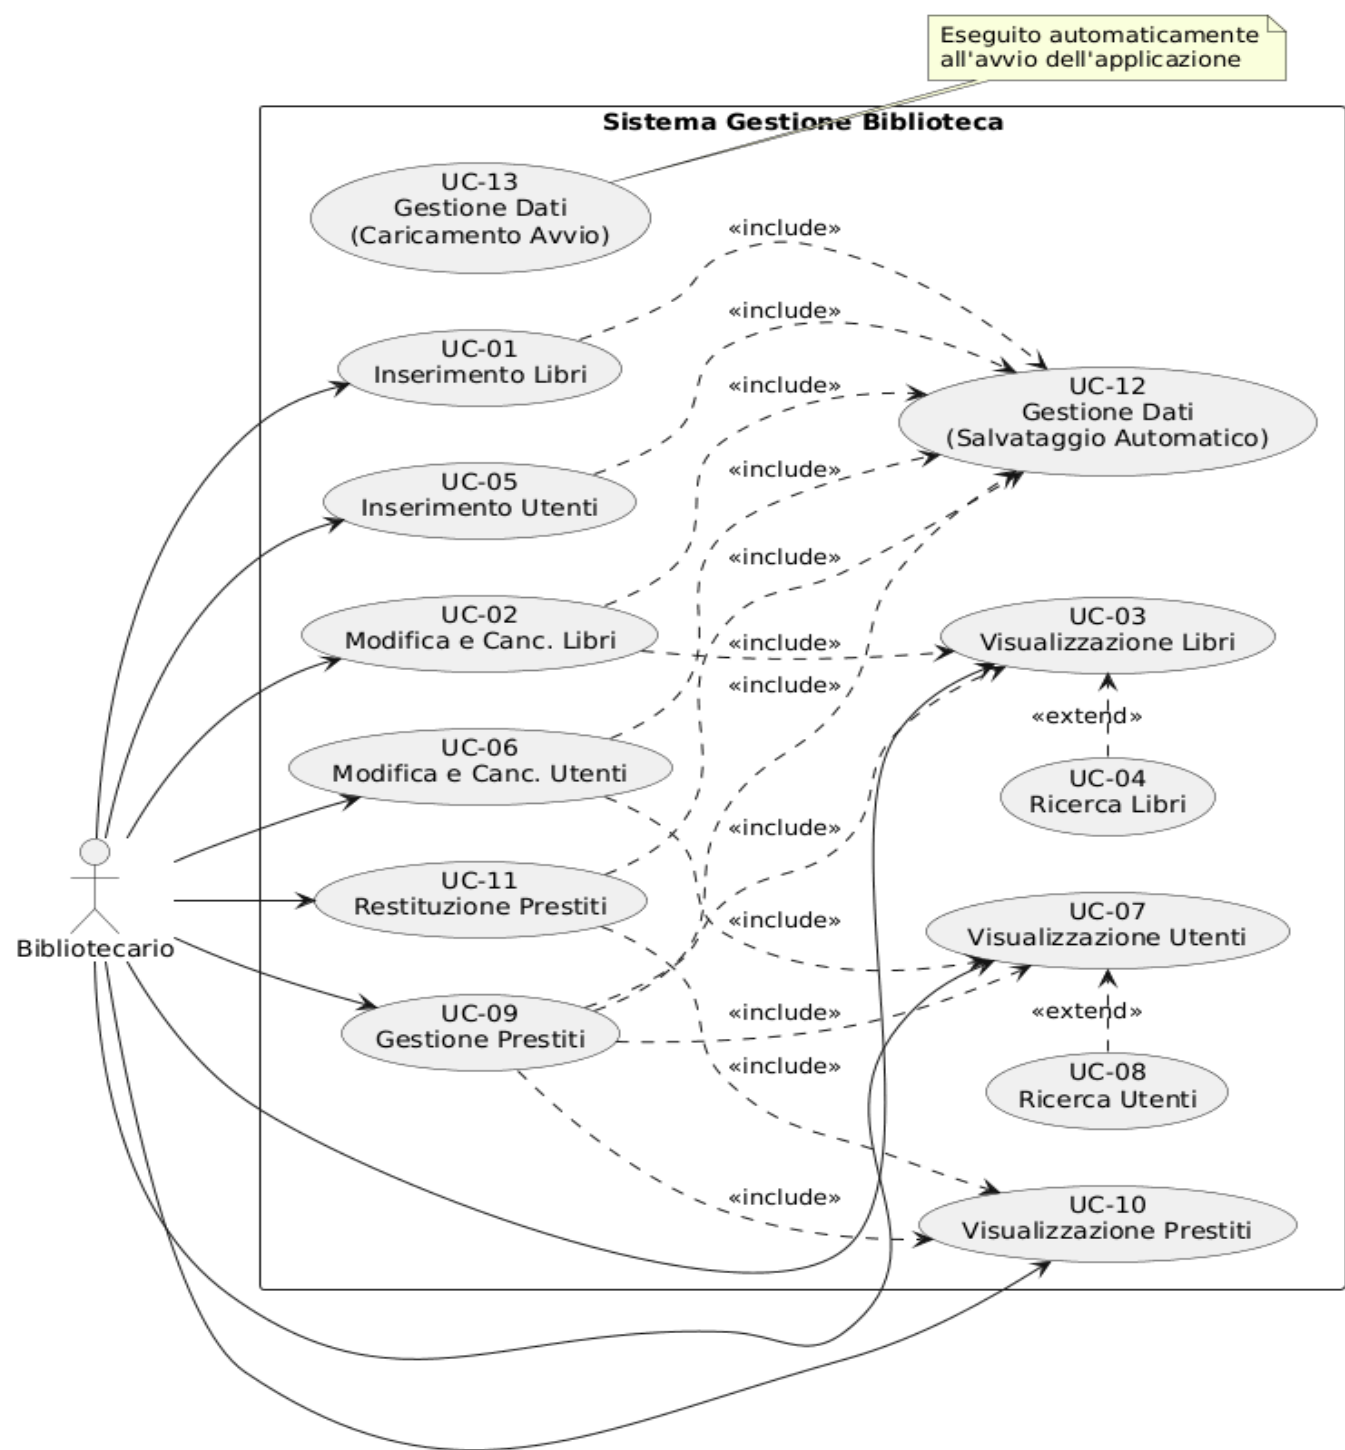 Eseguito automaticamente
all'avvio dell'applicazione
Sistema Gestione Biblioteca
UC-13
Gestione Dati
(Caricamento Avvio)
«include»
UC-01
Inserimento Libri
«include»
«include»
UC-12
Gestione Dati
(Salvataggio Automatico)
UC-05
Inserimento Utenti
«include»
«include»
UC-02
Modifica e Canc. Libri
«include»
UC-03
Visualizzazione Libri
«include»
«extend»
UC-06
Modifica e Canc. Utenti
UC-04
Ricerca Libri
«include»
UC-11
Restituzione Prestiti
«include»
UC-07
Visualizzazione Utenti
Bibliotecario
UC-09
Gestione Prestiti
«include»
«extend»
«include»
UC-08
Ricerca Utenti
«include»
UC-10
Visualizzazione Prestiti